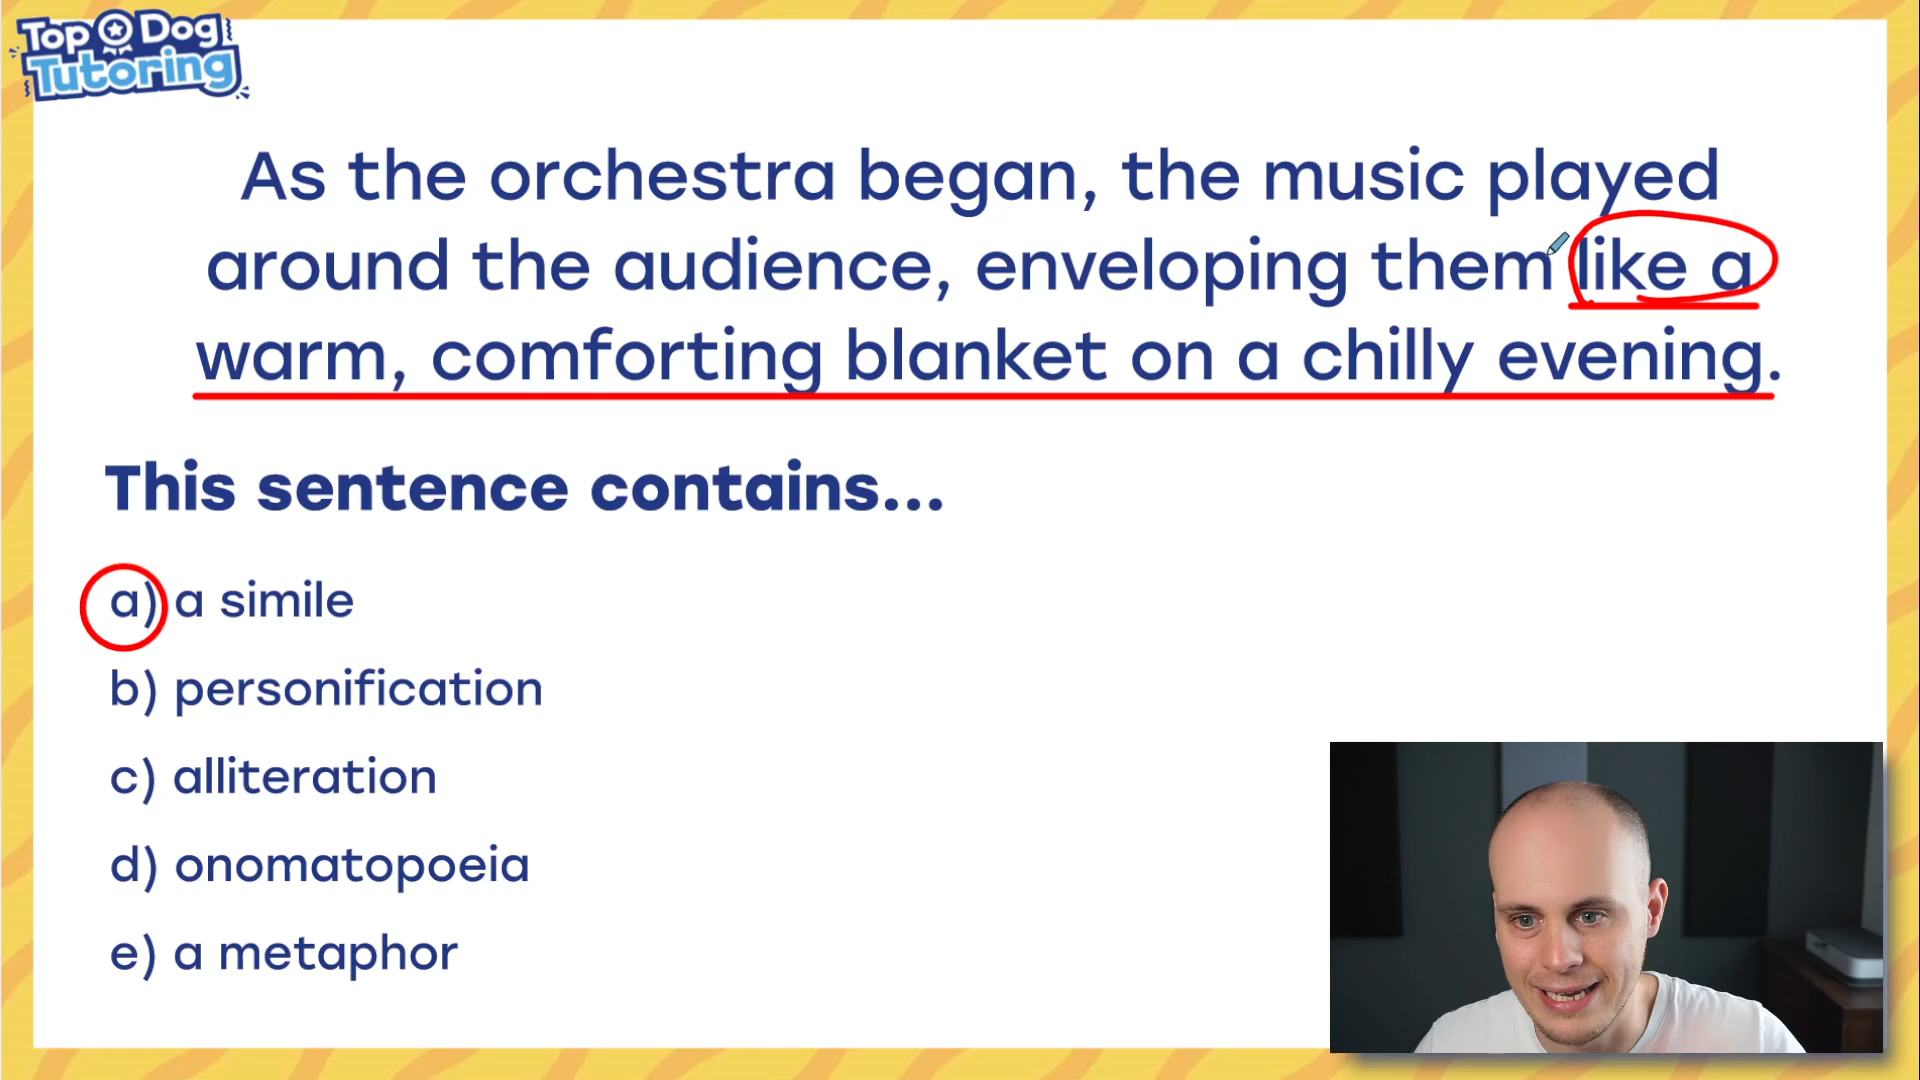 Top Dog
Tutoring
As the orchestra began, the music played
around the audience, enveloping them like a
warm, comforting blanket on a chilly evening.
This sentence contains...
a) a simile
b) personification
c) alliteration
d) onomatopoeia
e) a metaphor